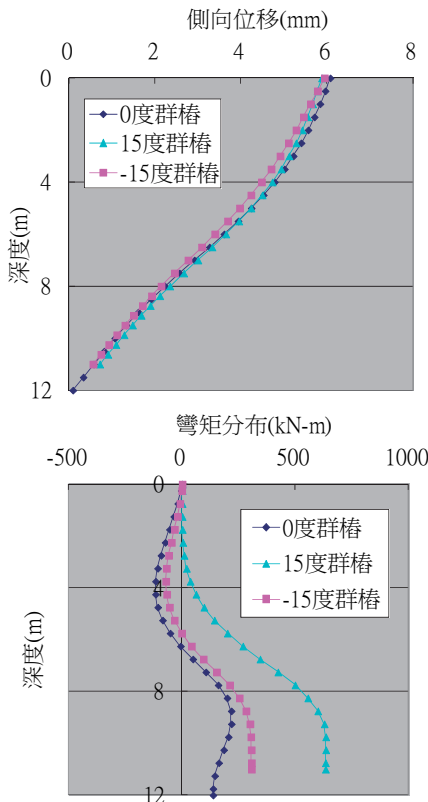 側向位移(mm)
0 2 4 6 8
0
4
8
12
深度(m)
0度群樁
15度群樁
-15度群樁
彎矩分布(kN-m)
-500 0 500 1000
0
4
8
12
深度(m)
0度群樁
15度群樁
-15度群樁